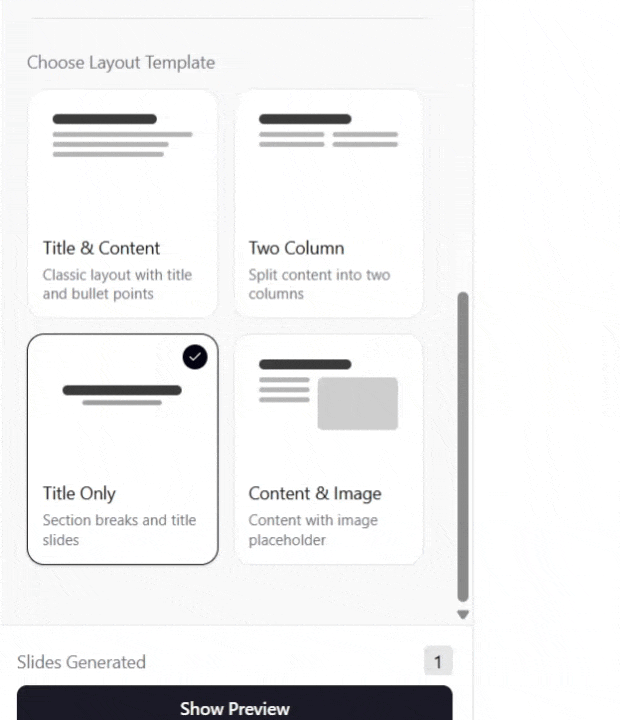 Choose Layout Template
Title & Content
Classic layout with title
and bullet points
Two Column
Split content into two
columns
Title Only
Section breaks and title
slides
Content & Image
Content with image
placeholder
Slides Generated
1
Show Preview